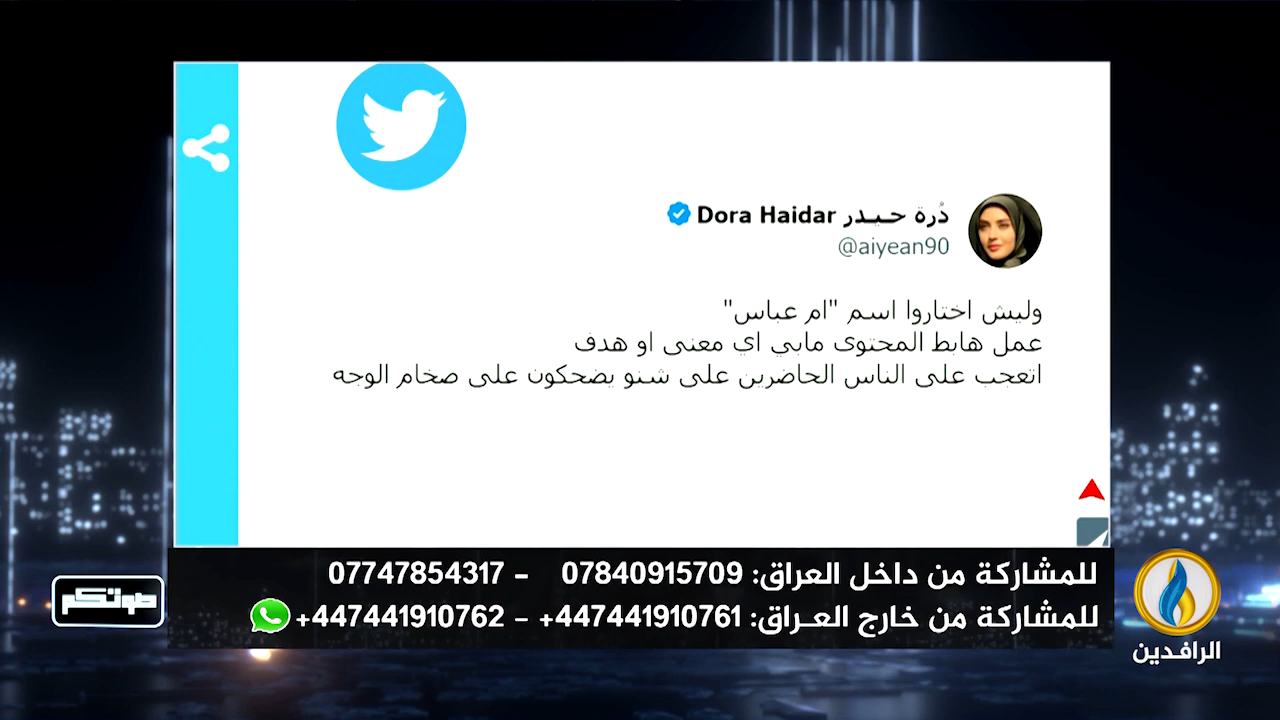 دُرة حـيـدر Dora Haidar
@aiyean90
وليش اختاروا اسم "ام عباس"
عمل هابط المحتوى مابي اي معنى او هدف
اتعجب على الناس الحاضرين على شنو يضحكون على صخام الوجه
للمشاركة من داخل العراق: 07840915709 - 07747854317
للمشاركة من خارج العـراق: 447441910761+ - 447441910762+
صوتكم
الرافـدين